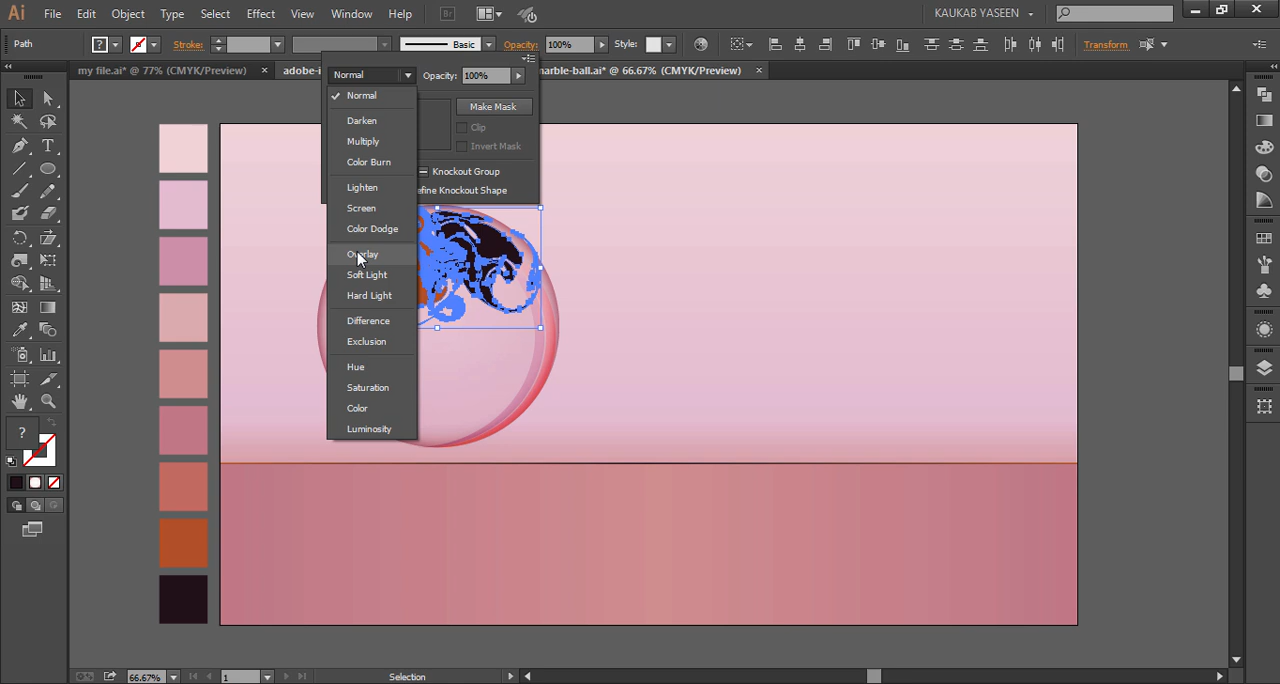 Ai File Edit Object Type Select Effect View Window Help Br KAUKAB YASEEN
Path ? Stroke: Basic Opacity: 100% Style: Transform
my file.ai* @ 77% (CMYK/Preview) × adobe-i marble-ball.ai* @ 66.67% (CMYK/Preview) ×
Normal Opacity: 100%
Normal
Make Mask
Darken
Clip
Multiply
Invert Mask
Color Burn
Knockout Group
Lighten
efine Knockout Shape
Screen
Color Dodge
Overlay
Soft Light
Hard Light
Difference
Exclusion
Hue
Saturation
Color
Luminosity
T
?
66.67% 1 Selection